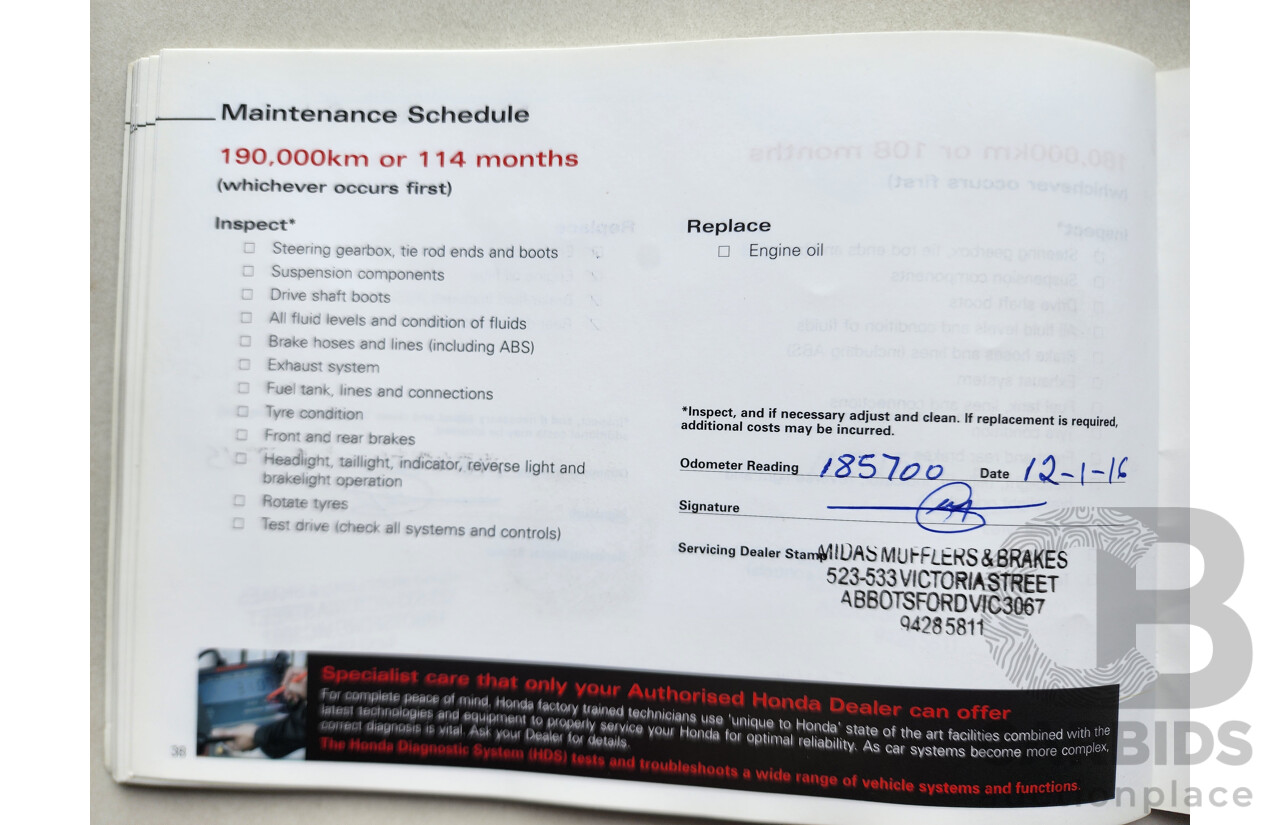 Maintenance Schedule
190,000km or 114 months
(whichever occurs first)
Inspect*
Steering gearbox, tie rod ends and boots
Suspension components
Drive shaft boots
All fluid levels and condition of fluids
Brake hoses and lines (including ABS)
Exhaust system
Fuel tank, lines and connections
Tyre condition
Front and rear brakes
Headlight, taillight, indicator, reverse light and
brakelight operation
Rotate tyres
Test drive (check all systems and controls)
Replace
Engine oil
*Inspect, and if necessary adjust and clean. If replacement is required,
additional costs may be incurred.
Odometer Reading 185700 Date 12-1-16
Signature
Servicing Dealer Stamp MIDAS MUFFLERS & BRAKES
523-533 VICTORIA STREET
ABBOTSFORD VIC 3067
94285811
Specialist care that only your Authorised Honda Dealer can offer
For complete peace of mind, Honda factory trained technicians use 'unique to Honda' state of the art facilities combined with the
latest technologies and equipment to properly service your Honda for optimal reliability. As car systems become more complex,
correct diagnosis is vital. Ask your Dealer for details.
The Honda Diagnostic System (HDS) tests and troubleshoots a wide range of vehicle systems and functions.
38